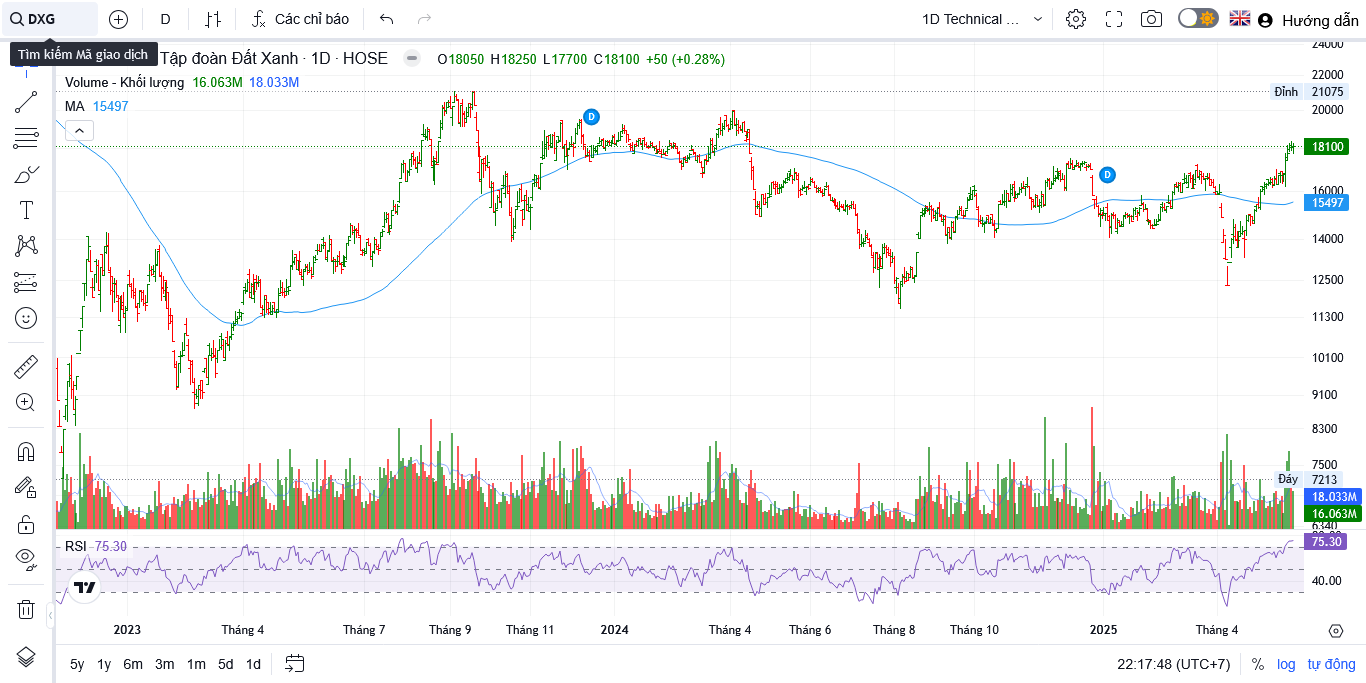 DXG
D
Các chỉ báo
1D Technical ...
Hướng dẫn
Tìm kiếm Mã giao dịch
Tập đoàn Đất Xanh · 1D · HOSE
O18050 H18250 L17700 C18100 +50 (+0.28%)
Volume - Khối lượng 16.063M 18.033M
MA 15497
D
D
24000
22000
Đỉnh 21075
20000
18100
16000
15497
14000
12500
11300
10100
9100
8300
7500
Đáy 7213
18.033M
16.063M
6340
RSI 75.30
75.30
40.00
2023
Tháng 4
Tháng 7
Tháng 9
Tháng 11
2024
Tháng 4
Tháng 6
Tháng 8
Tháng 10
2025
Tháng 4
5y 1y 6m 3m 1m 5d 1d
22:17:48 (UTC+7)
% log tự động